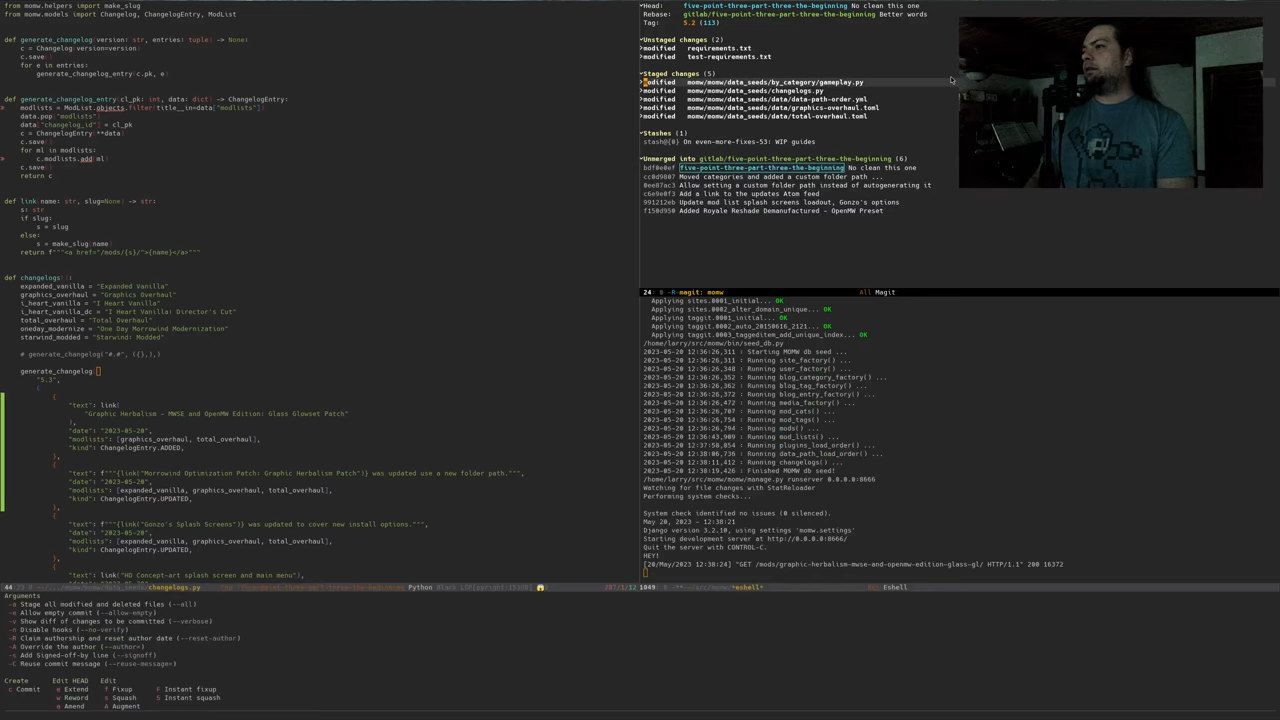 from momw.helpers import make_slug
from momw.models import Changelog, ChangelogEntry, ModList
def generate_changelog(version: str, entries: tuple) -> None:
c = Changelog(version=version)
c.save()
for e in entries:
generate_changelog_entry(c.pk, e)
def generate_changelog_entry(cl_pk: int, data: dict) -> ChangelogEntry:
modlists = ModList.objects.filter(title__in=data["modlists"])
data.pop("modlists")
data["changelog_id"] = cl_pk
c = ChangelogEntry(**data)
c.save()
for ml in modlists:
c.modlists.add(ml)
c.save()
return c
def link(name: str, slug=None) -> str:
s: str
if slug:
s = slug
else:
s = make_slug(name)
return f"""<a href="/mods/{s}/">{name}</a>"""
def changelogs():
expanded_vanilla = "Expanded Vanilla"
graphics_overhaul = "Graphics Overhaul"
i_heart_vanilla = "I Heart Vanilla"
i_heart_vanilla_dc = "I Heart Vanilla: Director's Cut"
total_overhaul = "Total Overhaul"
oneday_modernize = "One Day Morrowind Modernization"
starwind_modded = "Starwind: Modded"
# generate_changelog("#.#", ({},),)
generate_changelog(
"5.3",
(
{
"text": link(
"Graphic Herbalism - MWSE and OpenMW Edition: Glass Glowset Patch"
),
"date": "2023-05-20",
"modlists": [graphics_overhaul, total_overhaul],
"kind": ChangelogEntry.ADDED,
},
{
"text": f"""{link("Morrowind Optimization Patch: Graphic Herbalism Patch")} was updated use a new folder path.""",
"date": "2023-05-20",
"modlists": [expanded_vanilla, graphics_overhaul, total_overhaul],
"kind": ChangelogEntry.UPDATED,
},
{
"text": f"""{link("Gonzo's Splash Screens")} was updated to cover new install options.""",
"date": "2023-05-20",
"modlists": [expanded_vanilla, graphics_overhaul, total_overhaul],
"kind": ChangelogEntry.UPDATED,
},
{
"text": link("HD Concept-art splash screen and main menu"),
changelogs.py
Python Black LSP
Head: five-point-three-part-three-the-beginning No clean this one
Rebase: gitlab/five-point-three-part-three-the-beginning Better words
Tag: 5.2 (113)
Unstaged changes (2)
modified requirements.txt
modified test-requirements.txt
Staged changes (5)
modified momw/momw/data_seeds/by_category/gameplay.py
modified momw/momw/data_seeds/changelogs.py
modified momw/momw/data_seeds/data/data-path-order.yml
modified momw/momw/data_seeds/data/graphics-overhaul.toml
modified momw/momw/data_seeds/data/total-overhaul.toml
Stashes (1)
stash@{0} On even-more-fixes-53: WIP guides
Unmerged into gitlab/five-point-three-part-three-the-beginning (6)
bdf0e0ef five-point-three-part-three-the-beginning No clean this one
cc0d9807 Moved categories and added a custom folder path ...
0ee87ac3 Allow setting a custom folder path instead of autogenerating it
c6e9e0f3 Add a link to the updates Atom feed
991212eb Update mod list splash screens loadout, Gonzo's options
f150d950 Added Royale Reshade Demanufactured - OpenMW Preset
24: 0 -R-magit: momw All Magit
Applying sites.0001_initial... OK
Applying sites.0002_alter_domain_unique... OK
Applying taggit.0001_initial... OK
Applying taggit.0002_auto_20150616_2121... OK
Applying taggit.0003_taggeditem_add_unique_index... OK
/home/larry/src/momw/bin/seed_db.py
2023-05-20 12:36:26,311 : Starting MOMW db seed ...
2023-05-20 12:36:26,311 : Running site_factory() ...
2023-05-20 12:36:26,348 : Running user_factory() ...
2023-05-20 12:36:26,352 : Running blog_category_factory() ...
2023-05-20 12:36:26,361 : Running blog_tag_factory() ...
2023-05-20 12:36:26,372 : Running blog_entry_factory() ...
2023-05-20 12:36:26,577 : Running media_factory() ...
2023-05-20 12:36:26,707 : Running mod_cats() ...
2023-05-20 12:36:26,754 : Running mod_tags() ...
2023-05-20 12:36:26,794 : Running mods() ...
2023-05-20 12:36:43,909 : Running mod_lists() ...
2023-05-20 12:37:58,854 : Running plugins_load_order() ...
2023-05-20 12:38:06,736 : Running data_path_load_order() ...
2023-05-20 12:38:11,412 : Running changelogs() ...
2023-05-20 12:38:19,426 : Finished MOMW db seed!
/home/larry/src/momw/momw/manage.py runserver 0.0.0.0:8666
Watching for file changes with StatReloader
Performing system checks...
System check identified no issues (0 silenced).
May 20, 2023 - 12:38:21
Django version 3.2.10, using settings 'momw.settings'
Starting development server at http://0.0.0.0:8666/
Quit the server with CONTROL-C.
HEY!
[20/May/2023 12:38:24] "GET /mods/graphic-herbalism-mwse-and-openmw-edition-glass-gl/ HTTP/1.1" 200 16372
*eshell* Eshell
Arguments
-a Stage all modified and deleted files (--all)
-e Allow empty commit (--allow-empty)
-v Show diff of changes to be committed (--verbose)
-n Disable hooks (--no-verify)
-R Claim authorship and reset author date (--reset-author)
-A Override the author (--author=)
-s Add Signed-off-by line (--signoff)
-C Reuse commit message (--reuse-message=)
Create Edit HEAD Edit
c Commit e Extend f Fixup F Instant fixup
w Reword s Squash S Instant squash
a Amend A Augment